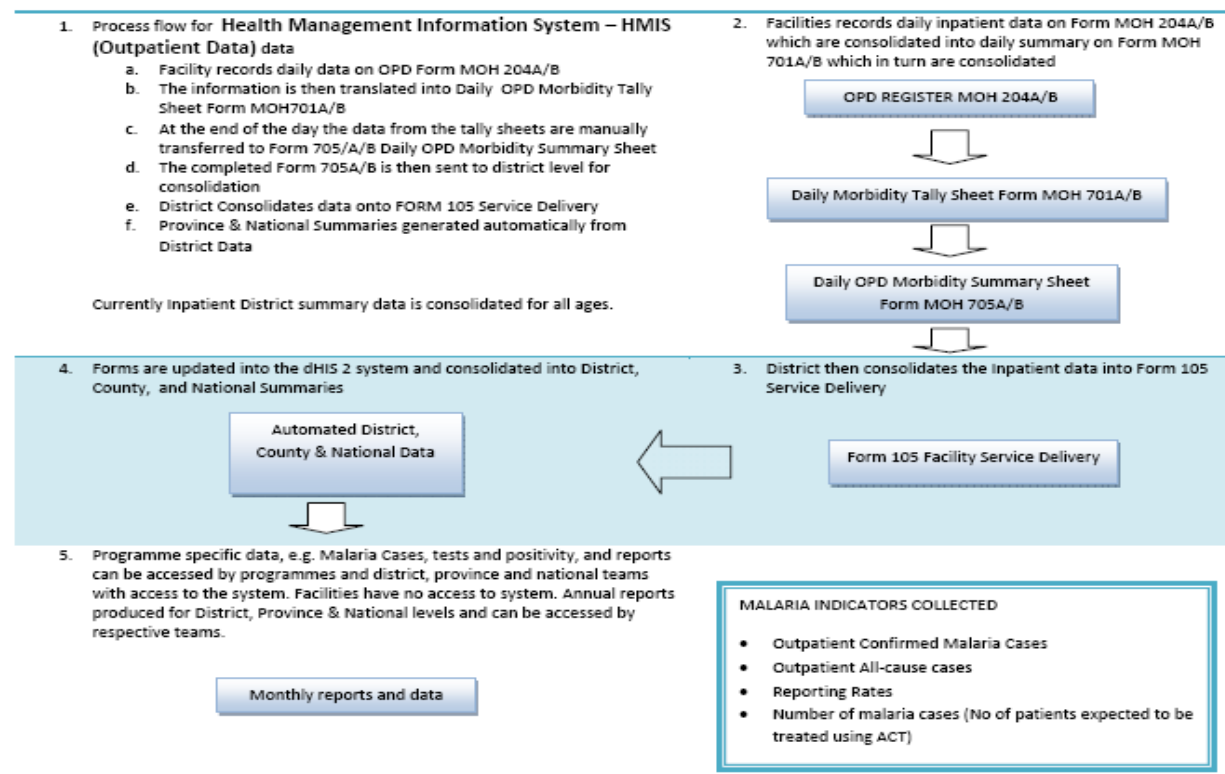 1. Process flow for Health Management Information System – HMIS
(Outpatient Data) data
a. Facility records daily data on OPD Form MOH 204A/B
b. The information is then translated into Daily OPD Morbidity Tally
Sheet Form MOH701A/B
c. At the end of the day the data from the tally sheets are manually
transferred to Form 705/A/B Daily OPD Morbidity Summary Sheet
d. The completed Form 705A/B is then sent to district level for
consolidation
e. District Consolidates data onto FORM 105 Service Delivery
f. Province & National Summaries generated automatically from
District Data
Currently Inpatient District summary data is consolidated for all ages.
2. Facilities records daily inpatient data on Form MOH 204A/B
which are consolidated into daily summary on Form MOH
701A/B which in turn are consolidated
OPD REGISTER MOH 204A/B
Daily Morbidity Tally Sheet Form MOH 701A/B
Daily OPD Morbidity Summary Sheet
Form MOH 705A/B
3. District then consolidates the Inpatient data into Form 105
Service Delivery
Form 105 Facility Service Delivery
4. Forms are updated into the dHIS 2 system and consolidated into District,
County, and National Summaries
Automated District,
County & National Data
5. Programme specific data, e.g. Malaria Cases, tests and positivity, and reports
can be accessed by programmes and district, province and national teams
with access to the system. Facilities have no access to system. Annual reports
produced for District, Province & National levels and can be accessed by
respective teams.
Monthly reports and data
MALARIA INDICATORS COLLECTED
• Outpatient Confirmed Malaria Cases
• Outpatient All-cause cases
• Reporting Rates
• Number of malaria cases (No of patients expected to be
treated using ACT)